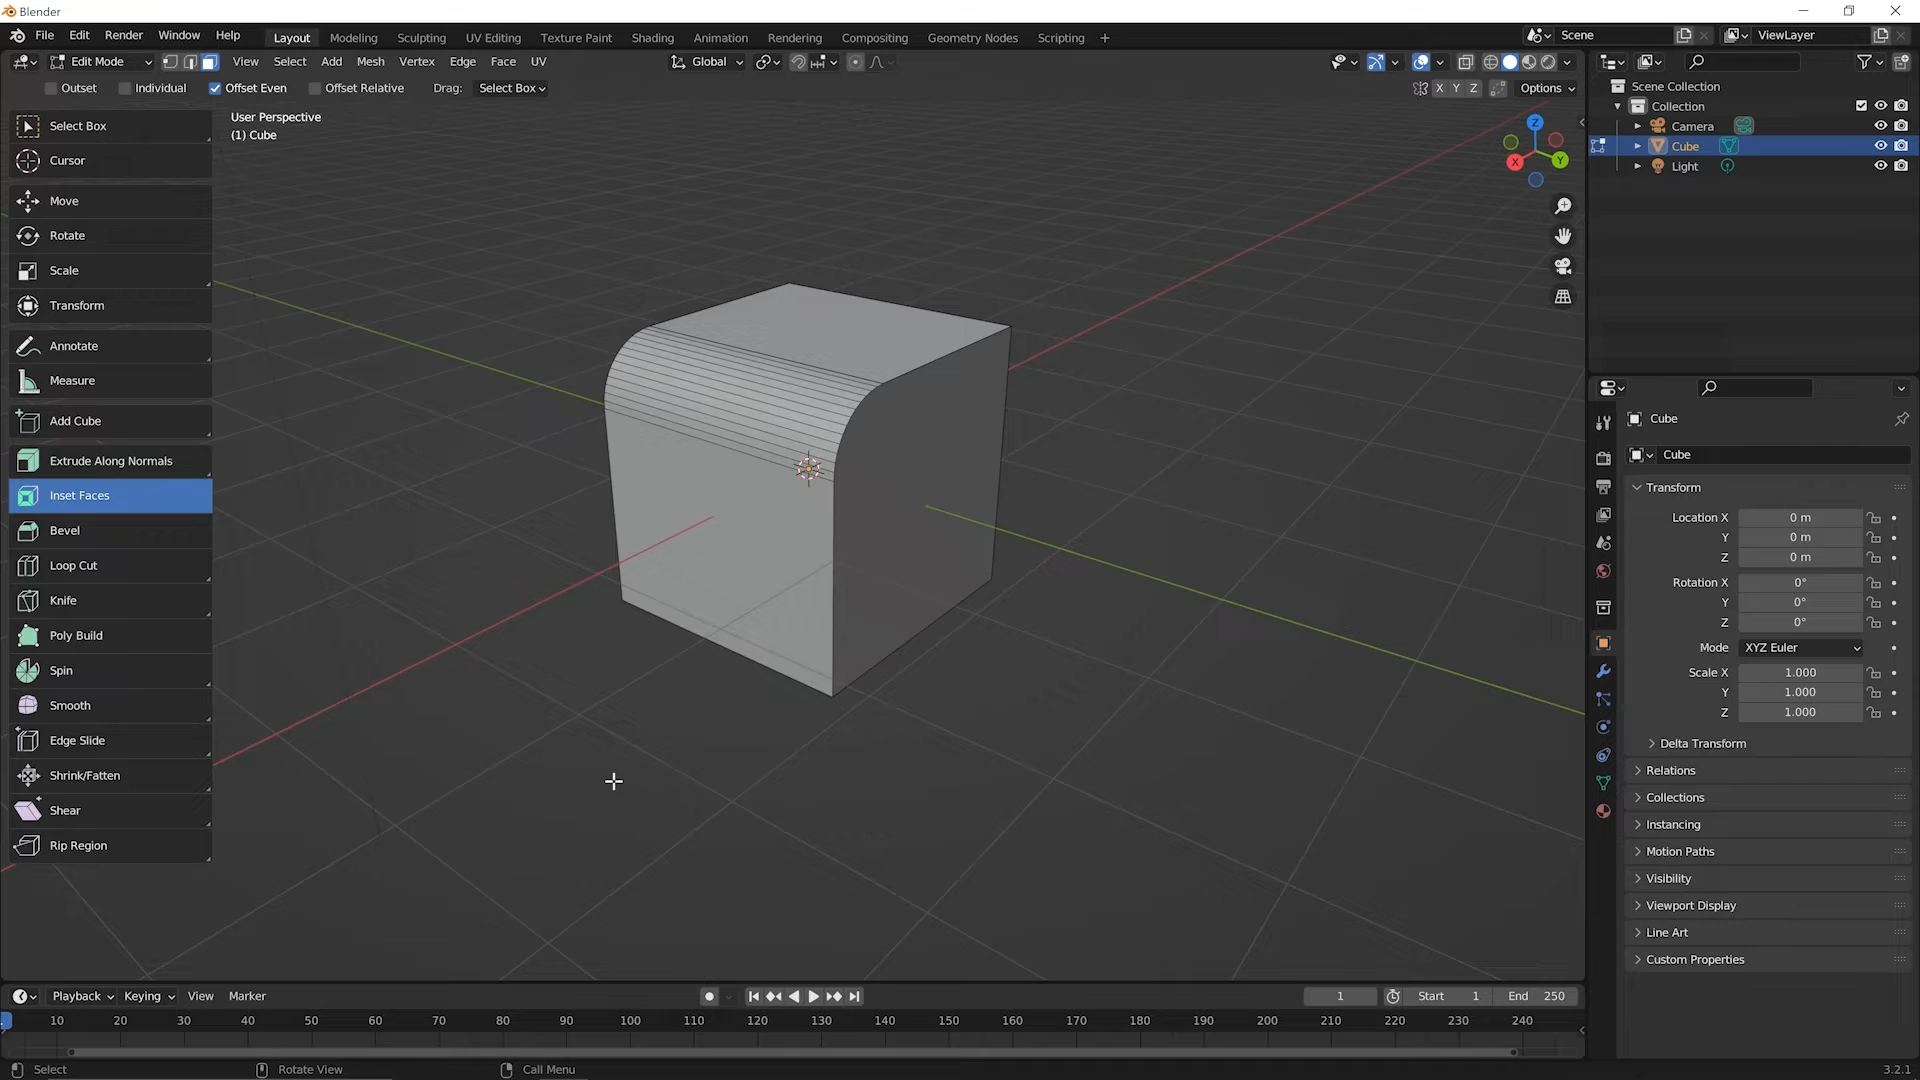 Blender
File Edit Render Window Help Layout Modeling Sculpting UV Editing Texture Paint Shading Animation Rendering Compositing Geometry Nodes Scripting + Scene ViewLayer
Edit Mode View Select Add Mesh Vertex Edge Face UV Global
Outset Individual Offset Even Offset Relative Drag: Select Box X Y Z Options
User Perspective
(1) Cube
Select Box
Cursor
Move
Rotate
Scale
Transform
Annotate
Measure
Add Cube
Extrude Along Normals
Inset Faces
Bevel
Loop Cut
Knife
Poly Build
Spin
Smooth
Edge Slide
Shrink/Fatten
Shear
Rip Region
Z
X Y
Scene Collection
Collection
Camera
Cube
Light
Cube
Cube
Transform
Location X 0 m
Y 0 m
Z 0 m
Rotation X 0°
Y 0°
Z 0°
Mode XYZ Euler
Scale X 1.000
Y 1.000
Z 1.000
Delta Transform
Relations
Collections
Instancing
Motion Paths
Visibility
Viewport Display
Line Art
Custom Properties
Playback Keying View Marker 1 Start 1 End 250
10 20 30 40 50 60 70 80 90 100 110 120 130 140 150 160 170 180 190 200 210 220 230 240
Select Rotate View Call Menu 3.2.1